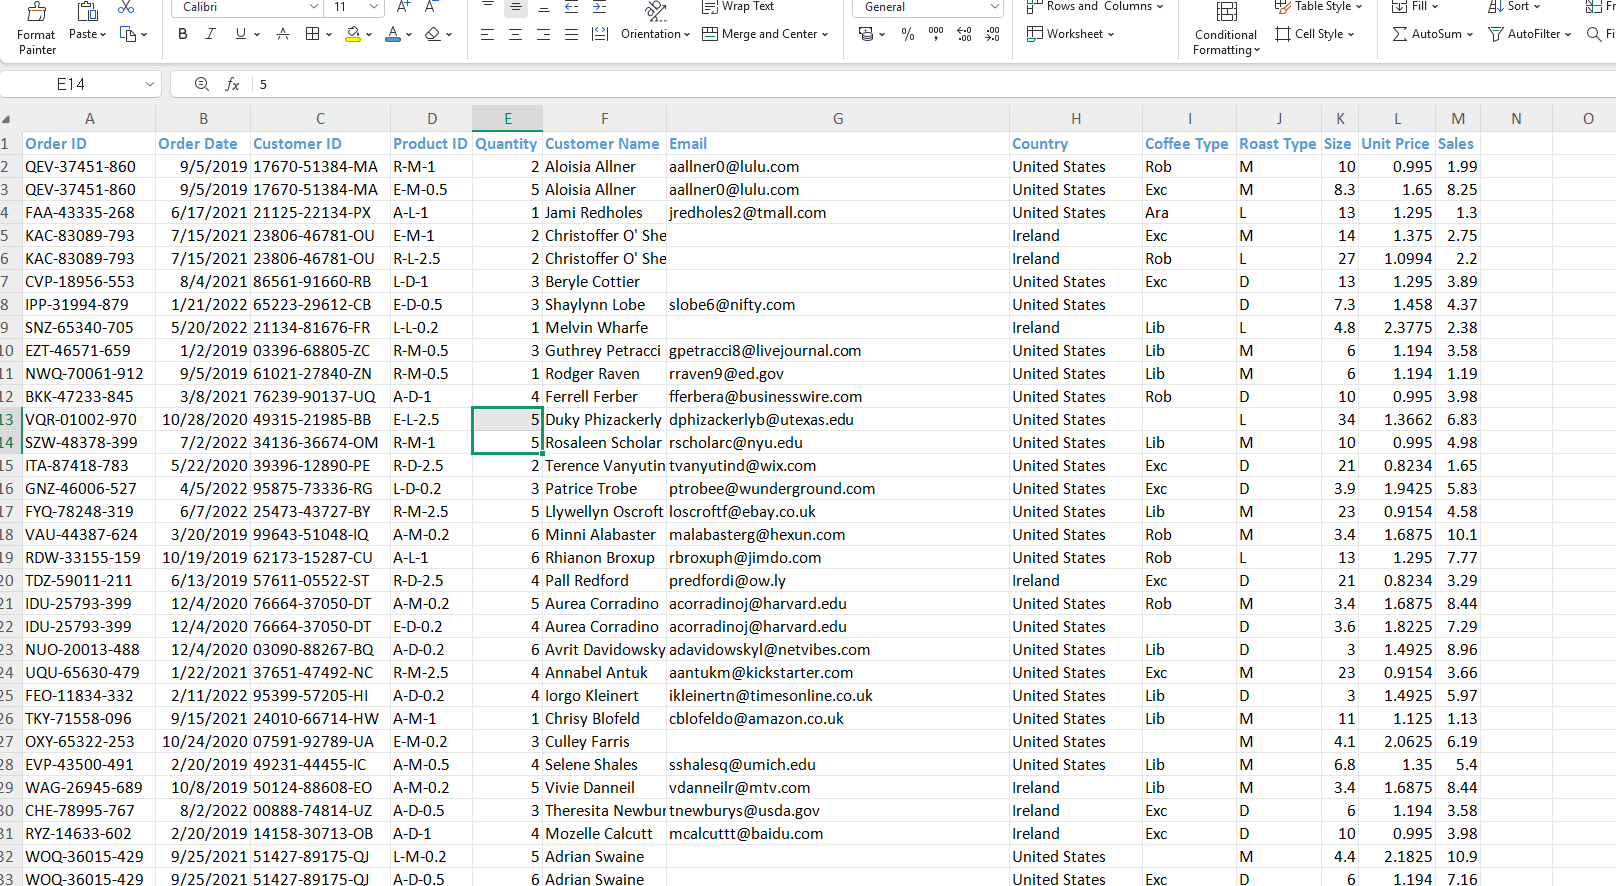 Calibri 11 A+ A- Wrap Text General Rows and Columns Table Style Fill Sort
Format Painter Paste B I U A A Orientation Merge and Center % Worksheet Conditional Formatting Cell Style AutoSum AutoFilter
E14 fx 5
A B C D E F G H I J K L M N O
1 Order ID Order Date Customer ID Product ID Quantity Customer Name Email Country Coffee Type Roast Type Size Unit Price Sales
2 QEV-37451-860 9/5/2019 17670-51384-MA R-M-1 2 Aloisia Allner aallner0@lulu.com United States Rob M 10 0.995 1.99
3 QEV-37451-860 9/5/2019 17670-51384-MA E-M-0.5 5 Aloisia Allner aallner0@lulu.com United States Exc M 8.3 1.65 8.25
4 FAA-43335-268 6/17/2021 21125-22134-PX A-L-1 1 Jami Redholes jredholes2@tmall.com United States Ara L 13 1.295 1.3
5 KAC-83089-793 7/15/2021 23806-46781-OU E-M-1 2 Christoffer O' She Ireland Exc M 14 1.375 2.75
6 KAC-83089-793 7/15/2021 23806-46781-OU R-L-2.5 2 Christoffer O' She Ireland Rob L 27 1.0994 2.2
7 CVP-18956-553 8/4/2021 86561-91660-RB L-D-1 3 Beryle Cottier United States Exc D 13 1.295 3.89
8 IPP-31994-879 1/21/2022 65223-29612-CB E-D-0.5 3 Shaylynn Lobe slobe6@nifty.com United States D 7.3 1.458 4.37
9 SNZ-65340-705 5/20/2022 21134-81676-FR L-L-0.2 1 Melvin Wharfe Ireland Lib L 4.8 2.3775 2.38
10 EZT-46571-659 1/2/2019 03396-68805-ZC R-M-0.5 3 Guthrey Petracci gpetracci8@livejournal.com United States Lib M 6 1.194 3.58
11 NWQ-70061-912 9/5/2019 61021-27840-ZN R-M-0.5 1 Rodger Raven rraven9@ed.gov United States Lib M 6 1.194 1.19
12 BKK-47233-845 3/8/2021 76239-90137-UQ A-D-1 4 Ferrell Ferber fferbera@businesswire.com United States Rob D 10 0.995 3.98
13 VQR-01002-970 10/28/2020 49315-21985-BB E-L-2.5 5 Duky Phizackerly dphizackerlyb@utexas.edu United States L 34 1.3662 6.83
14 SZW-48378-399 7/2/2022 34136-36674-OM R-M-1 5 Rosaleen Scholar rscholarc@nyu.edu United States Lib M 10 0.995 4.98
15 ITA-87418-783 5/22/2020 39396-12890-PE R-D-2.5 2 Terence Vanyutin tvanyutind@wix.com United States Exc D 21 0.8234 1.65
16 GNZ-46006-527 4/5/2022 95875-73336-RG L-D-0.2 3 Patrice Trobe ptrobee@wunderground.com United States Exc D 3.9 1.9425 5.83
17 FYQ-78248-319 6/7/2022 25473-43727-BY R-M-2.5 5 Llywellyn Oscroft loscroftf@ebay.co.uk United States Lib M 23 0.9154 4.58
18 VAU-44387-624 3/20/2019 99643-51048-IQ A-M-0.2 6 Minni Alabaster malabasterg@hexun.com United States Rob M 3.4 1.6875 10.1
19 RDW-33155-159 10/19/2019 62173-15287-CU A-L-1 6 Rhianon Broxup rbroxuph@jimdo.com United States Rob L 13 1.295 7.77
20 TDZ-59011-211 6/13/2019 57611-05522-ST R-D-2.5 4 Pall Redford predfordi@ow.ly Ireland Exc D 21 0.8234 3.29
21 IDU-25793-399 12/4/2020 76664-37050-DT A-M-0.2 5 Aurea Corradino acorradinoj@harvard.edu United States Rob M 3.4 1.6875 8.44
22 IDU-25793-399 12/4/2020 76664-37050-DT E-D-0.2 4 Aurea Corradino acorradinoj@harvard.edu United States D 3.6 1.8225 7.29
23 NUO-20013-488 12/4/2020 03090-88267-BQ A-D-0.2 6 Avrit Davidowsky adavidowskyl@netvibes.com United States Lib D 3 1.4925 8.96
24 UQU-65630-479 1/22/2021 37651-47492-NC R-M-2.5 4 Annabel Antuk aantukm@kickstarter.com United States Exc M 23 0.9154 3.66
25 FEO-11834-332 2/11/2022 95399-57205-HI A-D-0.2 4 Iorgo Kleinert ikleinertn@timesonline.co.uk United States Lib D 3 1.4925 5.97
26 TKY-71558-096 9/15/2021 24010-66714-HW A-M-1 1 Chrisy Blofeld cblofeldo@amazon.co.uk United States Lib M 11 1.125 1.13
27 OXY-65322-253 10/24/2020 07591-92789-UA E-M-0.2 3 Culley Farris United States M 4.1 2.0625 6.19
28 EVP-43500-491 2/20/2019 49231-44455-IC A-M-0.5 4 Selene Shales sshalesq@umich.edu United States Lib M 6.8 1.35 5.4
29 WAG-26945-689 10/8/2019 50124-88608-EO A-M-0.2 5 Vivie Danneil vdanneilr@mtv.com Ireland Lib M 3.4 1.6875 8.44
30 CHE-78995-767 8/2/2022 00888-74814-UZ A-D-0.5 3 Theresita Newbur tnewburys@usda.gov Ireland Exc D 6 1.194 3.58
31 RYZ-14633-602 2/20/2019 14158-30713-OB A-D-1 4 Mozelle Calcutt mcalcuttt@baidu.com Ireland Exc D 10 0.995 3.98
32 WOQ-36015-429 9/25/2021 51427-89175-QJ L-M-0.2 5 Adrian Swaine United States M 4.4 2.1825 10.9
33 WOQ-36015-429 9/25/2021 51427-89175-QJ A-D-0.5 6 Adrian Swaine United States Exc D 6 1.194 7.16